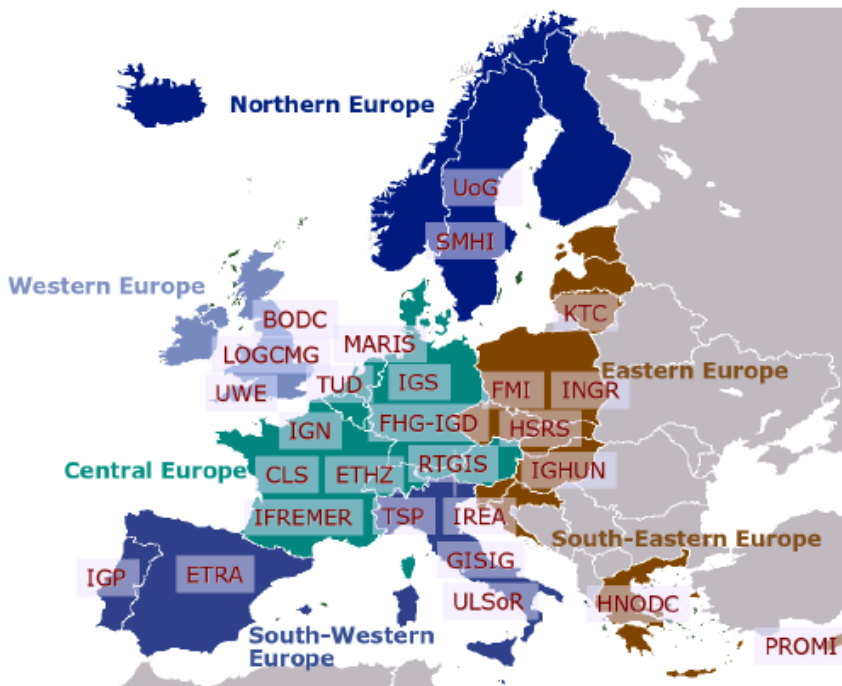 Northern Europe
UoG
SMHI
Western Europe
BODC
KTC
MARIS
LOGCMG
TUD
IGS
Eastern Europe
UWE
FMI
INGR
IGN
FHG-IGD
HSRS
Central Europe
CLS
ETHZ
RTGIS
IGHUN
IFREMER
TSP
IREA
South-Eastern Europe
GISIG
IGP
ETRA
ULSoR
HNODC
South-Western
Europe
PROMI